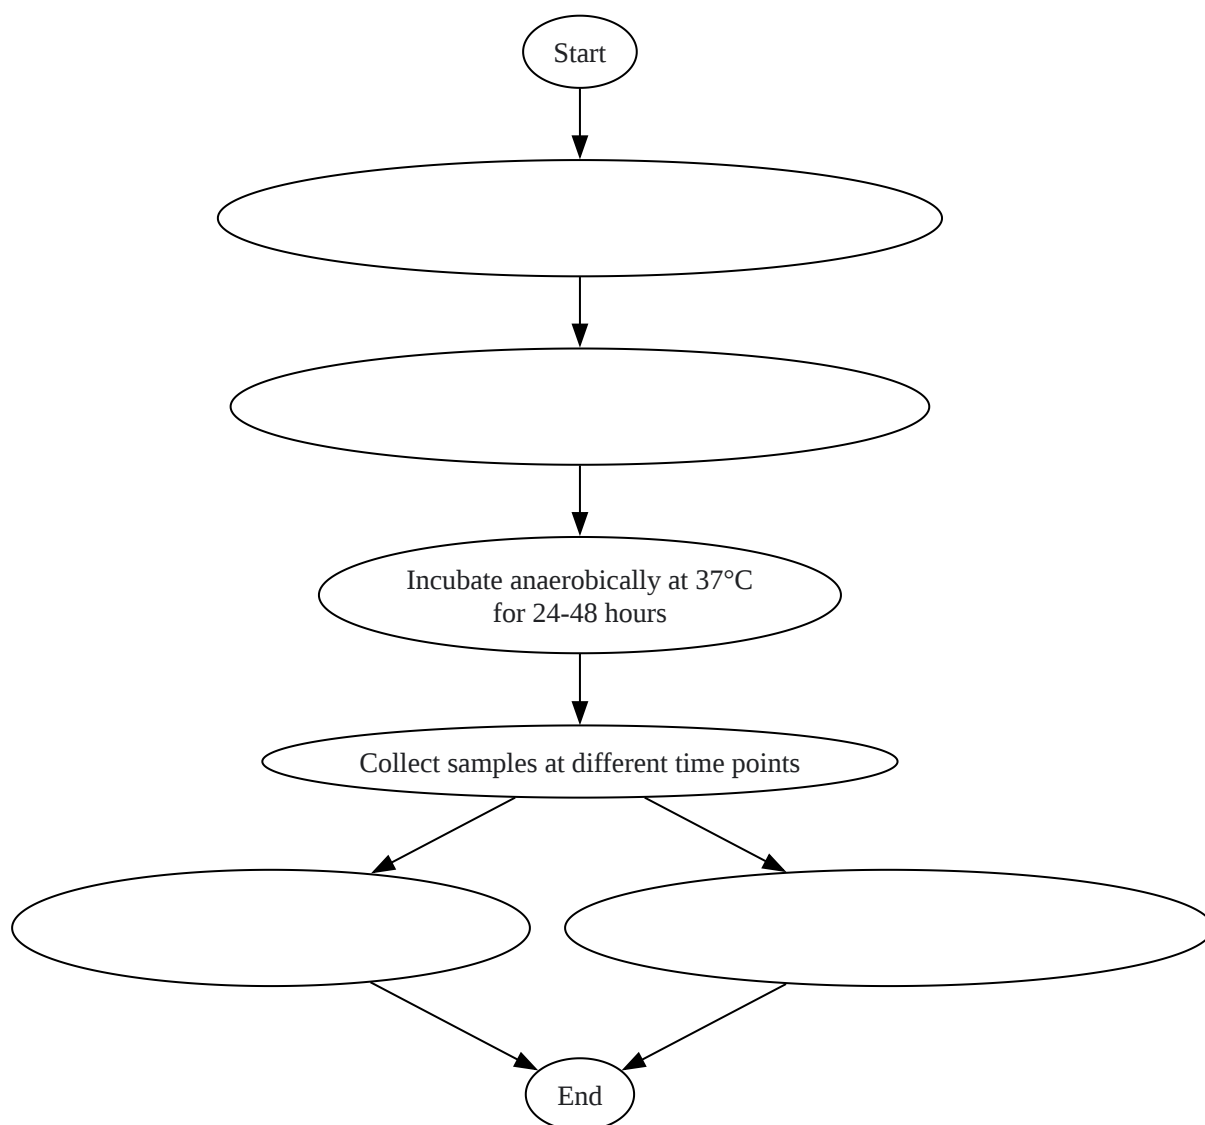 Start
Incubate anaerobically at 37°C
for 24-48 hours
Collect samples at different time points
End